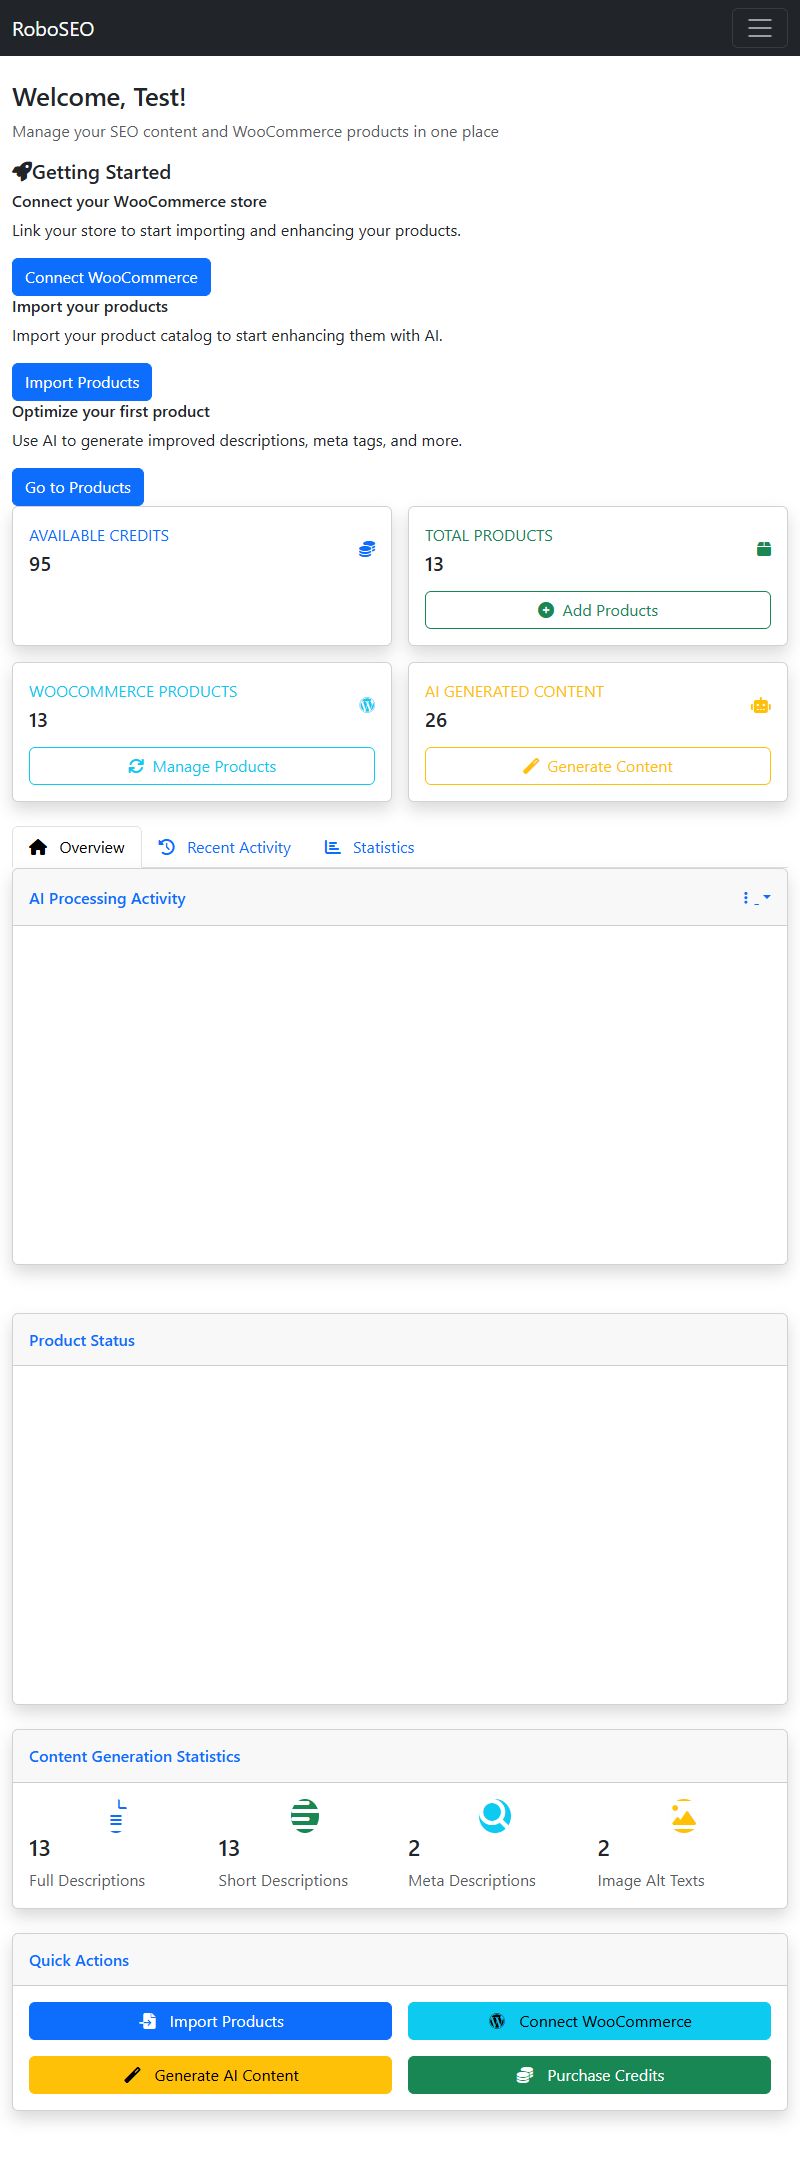 RoboSEO
Welcome, Test!
Manage your SEO content and WooCommerce products in one place
Getting Started
Connect your WooCommerce store
Link your store to start importing and enhancing your products.
Connect WooCommerce
Import your products
Import your product catalog to start enhancing them with AI.
Import Products
Optimize your first product
Use AI to generate improved descriptions, meta tags, and more.
Go to Products
AVAILABLE CREDITS
95
TOTAL PRODUCTS
13
Add Products
WOOCOMMERCE PRODUCTS
13
Manage Products
AI GENERATED CONTENT
26
Generate Content
Overview
Recent Activity
Statistics
AI Processing Activity
Product Status
Content Generation Statistics
13
Full Descriptions
13
Short Descriptions
2
Meta Descriptions
2
Image Alt Texts
Quick Actions
Import Products
Connect WooCommerce
Generate AI Content
Purchase Credits